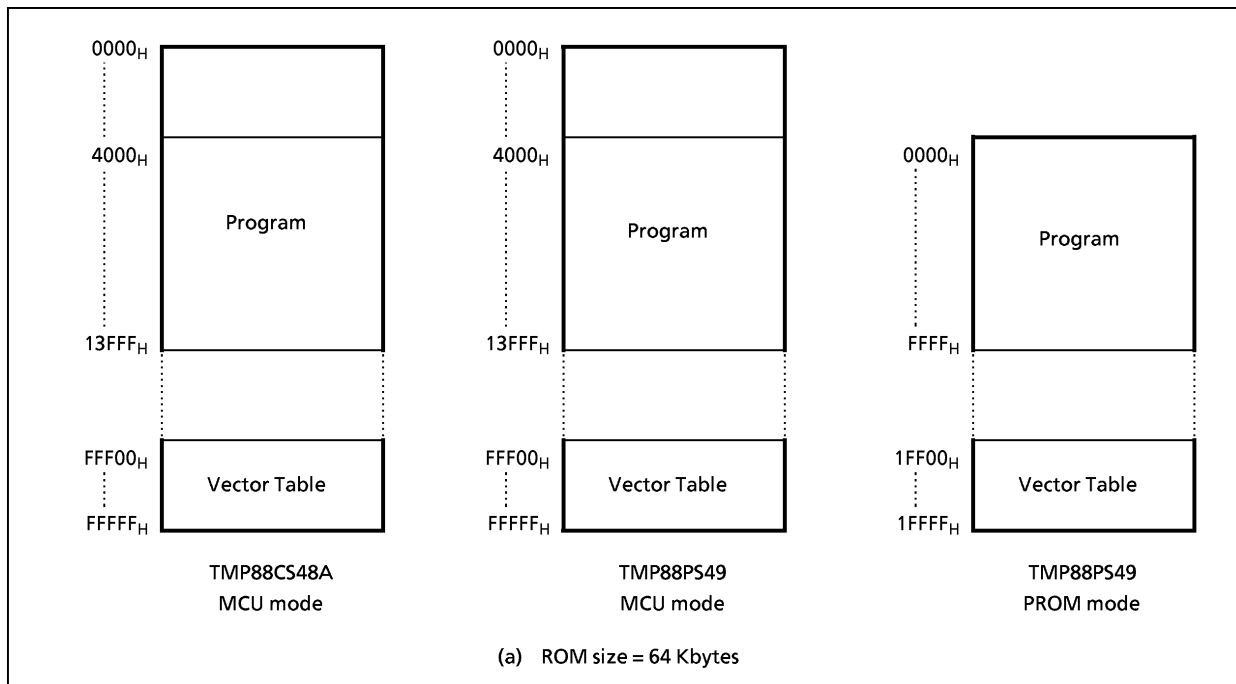 0000H
4000H
Program
13FFFH
FFF00H
Vector Table
FFFFFH
TMP88CS48A
MCU mode
0000H
4000H
Program
13FFFH
FFF00H
Vector Table
FFFFFH
TMP88PS49
MCU mode
0000H
Program
FFFFH
1FF00H
Vector Table
1FFFFH
TMP88PS49
PROM mode
(a) ROM size = 64 Kbytes